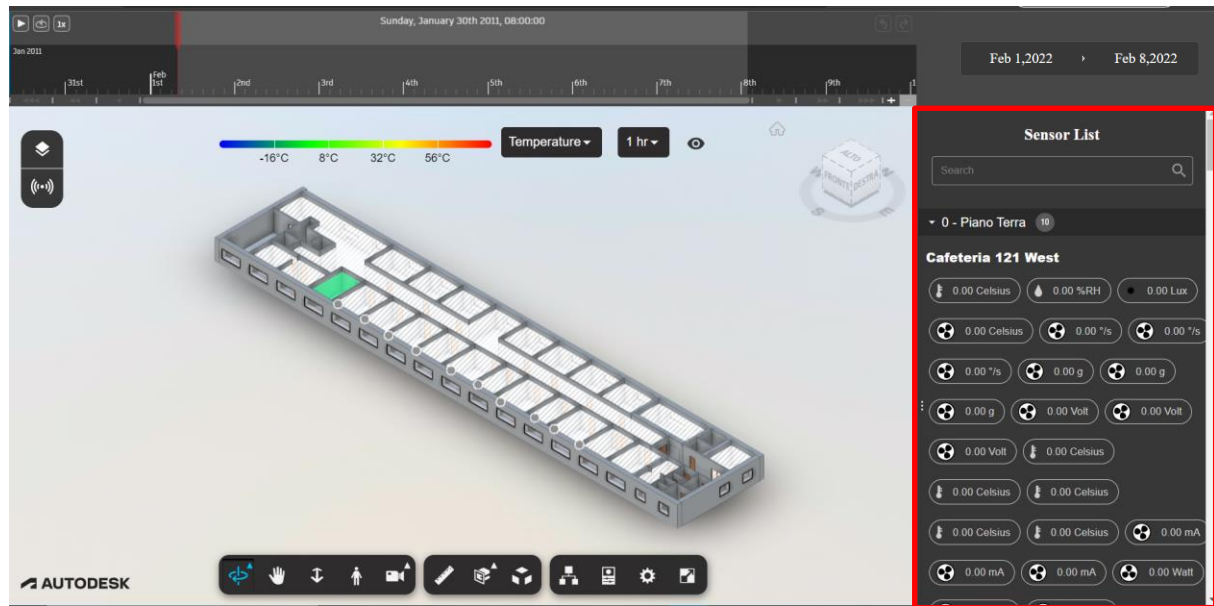 1x
Sunday, January 30th 2011, 08:00:00
Jan 2011
31st
Feb
1st
2nd
3rd
4th
5th
6th
7th
8th
9th
1
Feb 1,2022 › Feb 8,2022
Temperature
1 hr
-16°C 8°C 32°C 56°C
ALTO
FRONTE
DESTRA
S
E
Sensor List
Search
0 - Piano Terra 10
Cafeteria 121 West
0.00 Celsius 0.00 %RH 0.00 Lux
0.00 Celsius 0.00 °/s 0.00 °/s
0.00 °/s 0.00 g 0.00 g
0.00 g 0.00 Volt 0.00 Volt
0.00 Volt 0.00 Celsius
0.00 Celsius 0.00 Celsius
0.00 Celsius 0.00 Celsius 0.00 mA
0.00 mA 0.00 mA 0.00 Watt
AUTODESK